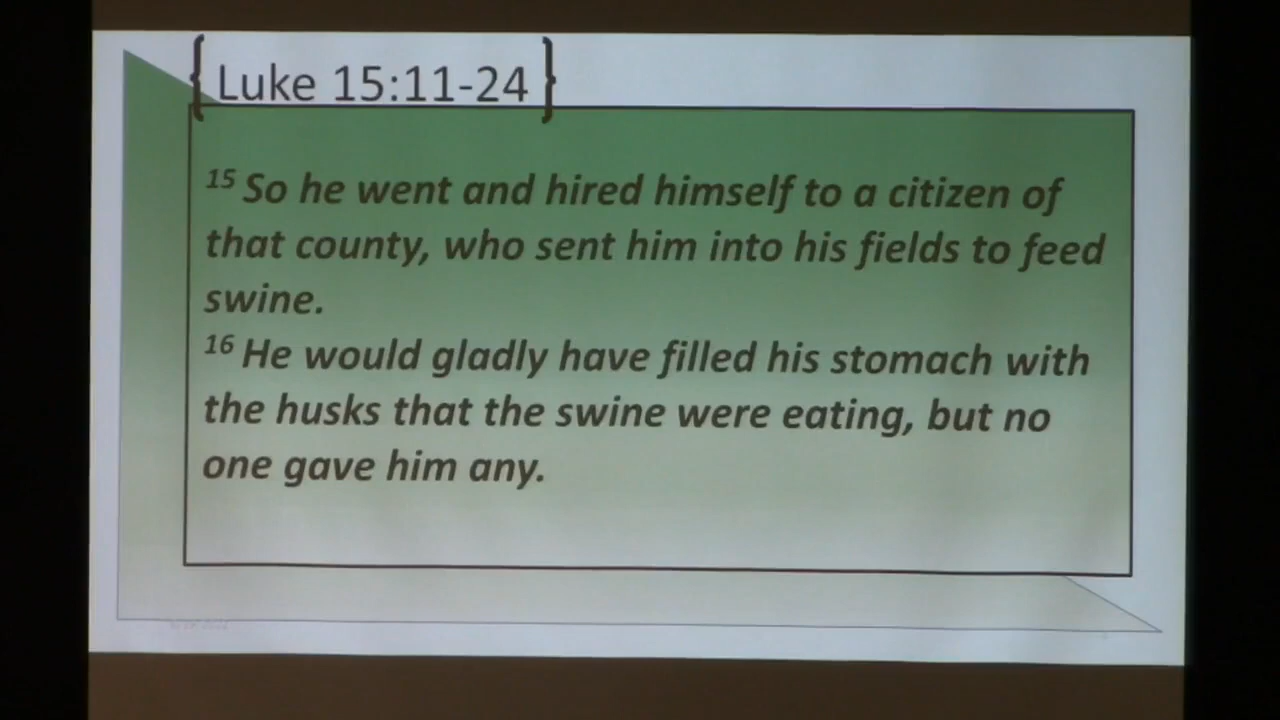 {Luke 15:11-24}
15 So he went and hired himself to a citizen of
that county, who sent him into his fields to feed
swine.
16 He would gladly have filled his stomach with
the husks that the swine were eating, but no
one gave him any.